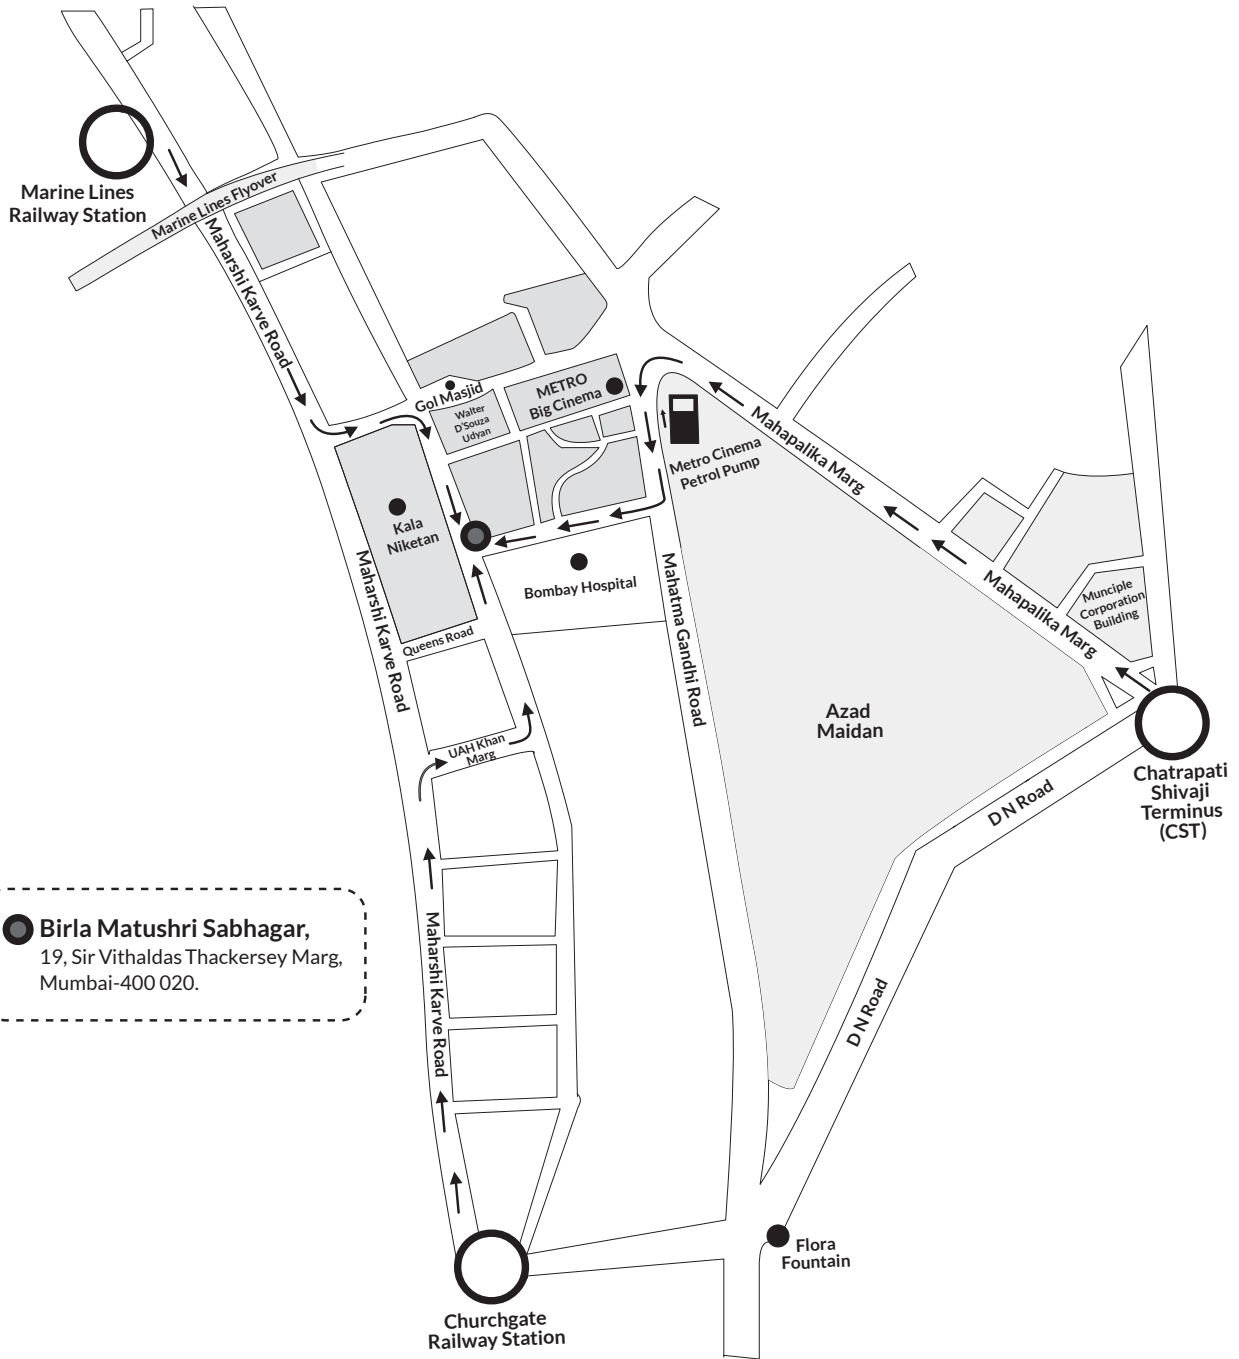 Marine Lines
Railway Station
Marine Lines Flyover
Maharshi Karve Road
Gol Masjid
Walter
D'Souza
Udyan
METRO
Big Cinema
Metro Cinema
Petrol Pump
Mahapalika Marg
Kala
Niketan
Bombay Hospital
Maharshi Karve Road
Queens Road
Mahatma Gandhi Road
Mahapalika Marg
Munciple
Corporation
Building
Azad
Maidan
UAH Khan
Marg
Chatrapati
Shivaji
Terminus
(CST)
D N Road
Birla Matushri Sabhagar,
19, Sir Vithaldas Thackersey Marg,
Mumbai-400 020.
Maharshi Karve Road
D N Road
Flora
Fountain
Churchgate
Railway Station